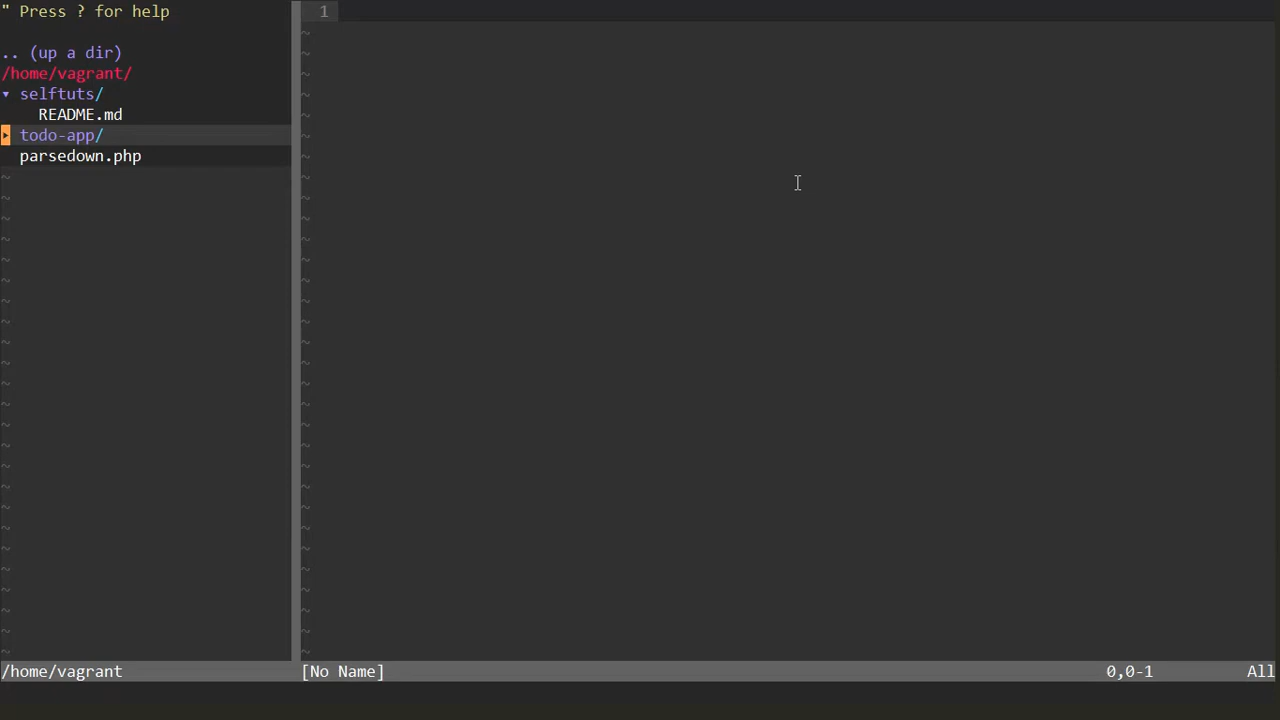 " Press ? for help
.. (up a dir)
/home/vagrant/
▾ selftuts/
README.md
▸ todo-app/
parsedown.php
1
/home/vagrant
[No Name] 0,0-1 All